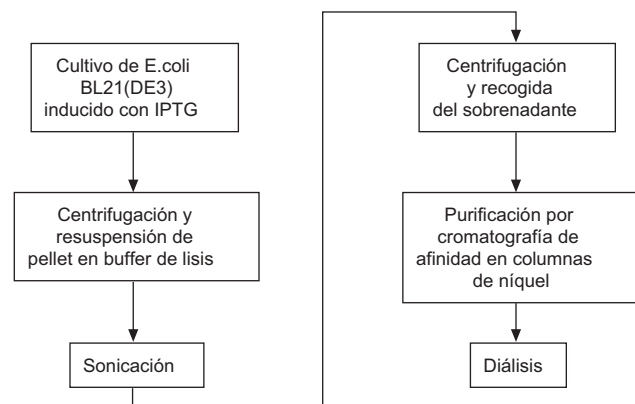 Cultivo de E.coli
BL21(DE3)
inducido con IPTG
Centrifugación y
resuspensión de
pellet en buffer de lisis
Sonicación
Centrifugación
y recogida
del sobrenadante
Purificación por
cromatografía de
afinidad en columnas
de níquel
Diálisis